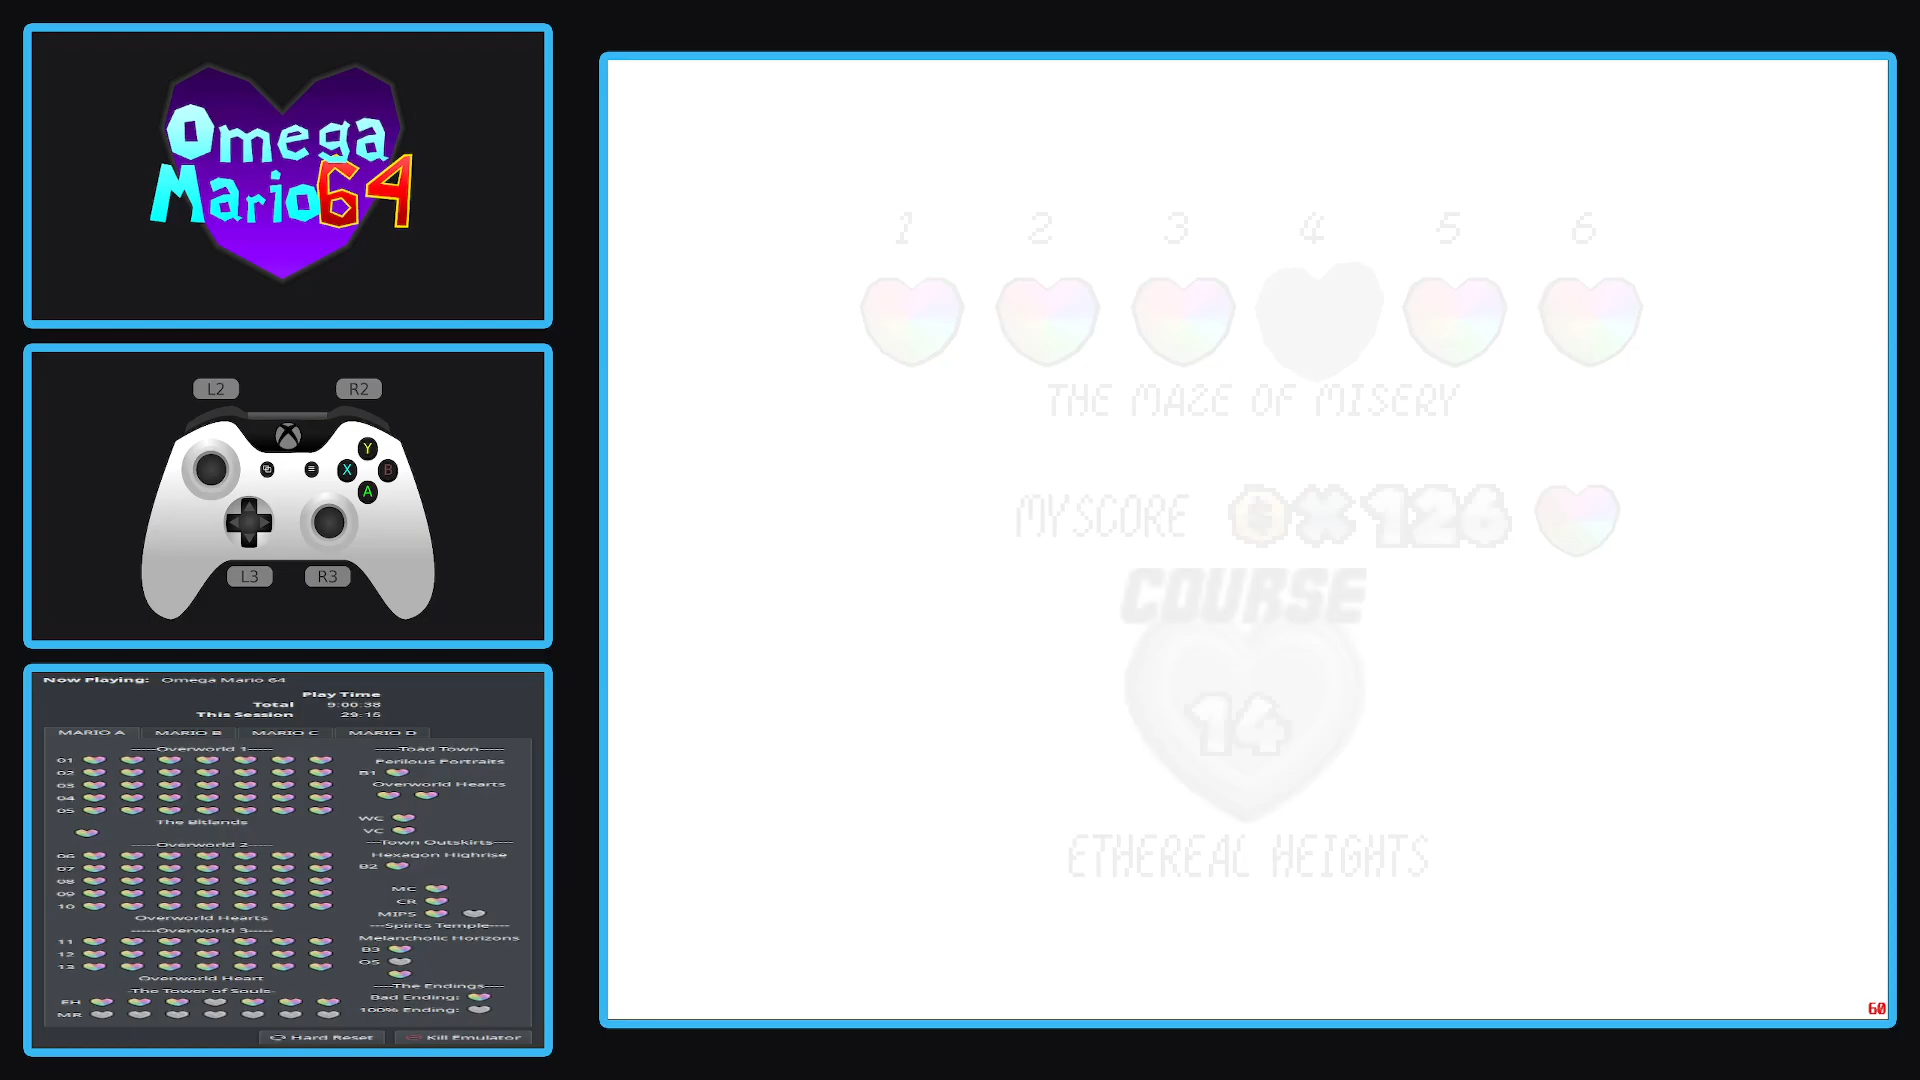 Omega
Mario64
L2 R2
Y
X B
A
L3 R3
Now Playing: Omega Mario 64
Play Time
Total 9:00:38
This Session 29:15
MARIO A MARIO B MARIO C MARIO D
-----Overworld 1-----
01
02
03
04
05
The Bitlands
-----Overworld 2-----
06
07
08
09
10
Overworld Hearts
-----Overworld 3-----
11
12
13
Overworld Heart
-The Tower of Souls-
EH
MR
----Toad Town----
Perilous Portraits
B1
Overworld Hearts
WC
VC
---Town Outskirts---
Hexagon Highrise
B2
MC
CR
MIPS
---Spirits Temple----
Melancholic Horizons
B3
OS
----The Endings----
Bad Ending:
100% Ending:
Hard Reset Kill Emulator
1 2 3 4 5 6
THE MAZE OF MISERY
MYSCORE × 126
COURSE
14
ETHEREAL HEIGHTS
60